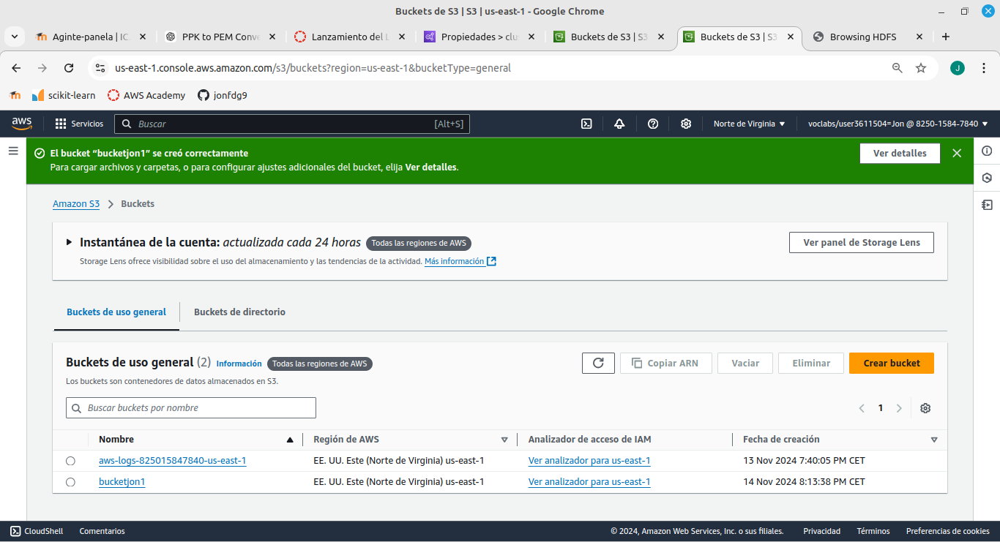 Buckets de S3 | S3 | us-east-1 - Google Chrome
Aginte-panela | IC
PPK to PEM Conve
Lanzamiento del L
Propiedades > clus
Buckets de S3 | S3
Buckets de S3 | S3
Browsing HDFS
us-east-1.console.aws.amazon.com/s3/buckets?region=us-east-1&bucketType=general
J
scikit-learn
AWS Academy
jonfdg9
aws
Servicios
Buscar
[Alt+S]
Norte de Virginia
voclabs/user3611504=Jon @ 8250-1584-7840
El bucket “bucketjon1” se creó correctamente
Para cargar archivos y carpetas, o para configurar ajustes adicionales del bucket, elija Ver detalles.
Ver detalles
Amazon S3
Buckets
Instantánea de la cuenta: actualizada cada 24 horas
Todas las regiones de AWS
Storage Lens ofrece visibilidad sobre el uso del almacenamiento y las tendencias de la actividad. Más información
Ver panel de Storage Lens
Buckets de uso general
Buckets de directorio
Buckets de uso general (2) Información
Todas las regiones de AWS
Los buckets son contenedores de datos almacenados en S3.
Copiar ARN
Vaciar
Eliminar
Crear bucket
Buscar buckets por nombre
1
Nombre
Región de AWS
Analizador de acceso de IAM
Fecha de creación
aws-logs-825015847840-us-east-1
EE. UU. Este (Norte de Virginia) us-east-1
Ver analizador para us-east-1
13 Nov 2024 7:40:05 PM CET
bucketjon1
EE. UU. Este (Norte de Virginia) us-east-1
Ver analizador para us-east-1
14 Nov 2024 8:13:38 PM CET
CloudShell
Comentarios
© 2024, Amazon Web Services, Inc. o sus filiales.
Privacidad
Términos
Preferencias de cookies